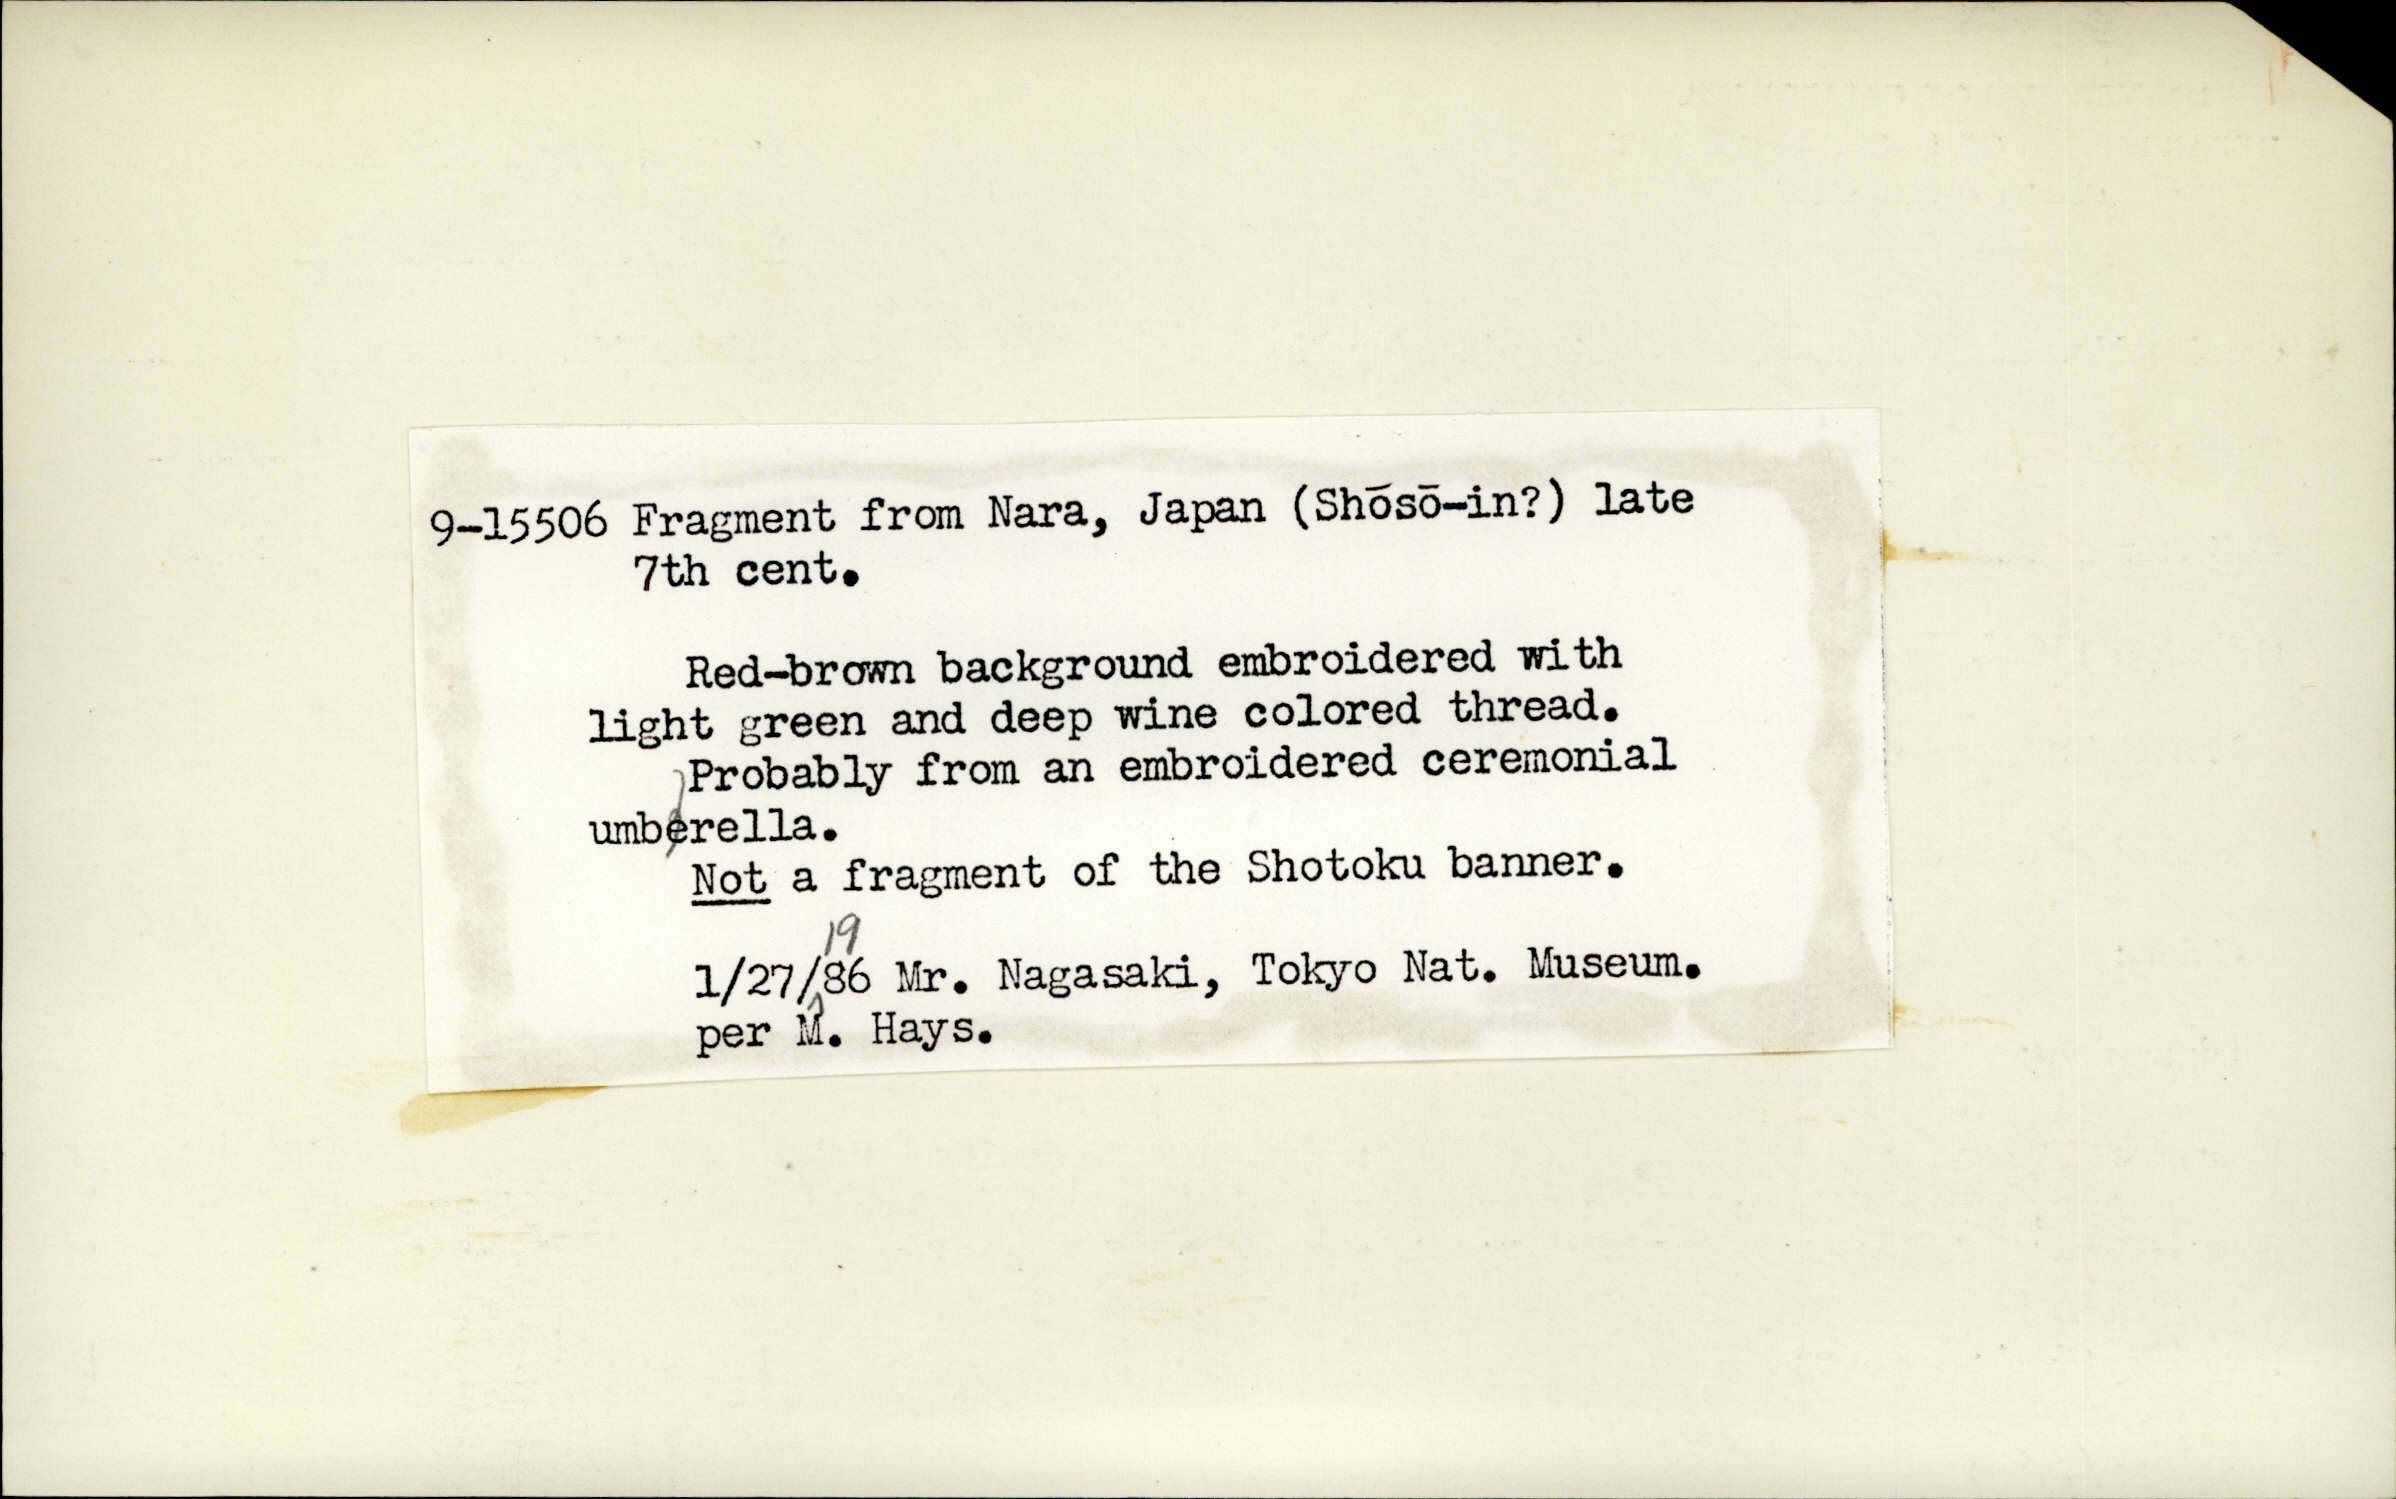 9-15506 Fragment from Nara, Japan (Shōsō-in?) late
7th cent.
Red-brown background embroidered with
light green and deep wine colored thread.
Probably from an embroidered ceremonial
umberella.
Not a fragment of the Shotoku banner.
19
1/27/86 Mr. Nagasaki, Tokyo Nat. Museum.
per M. Hays.